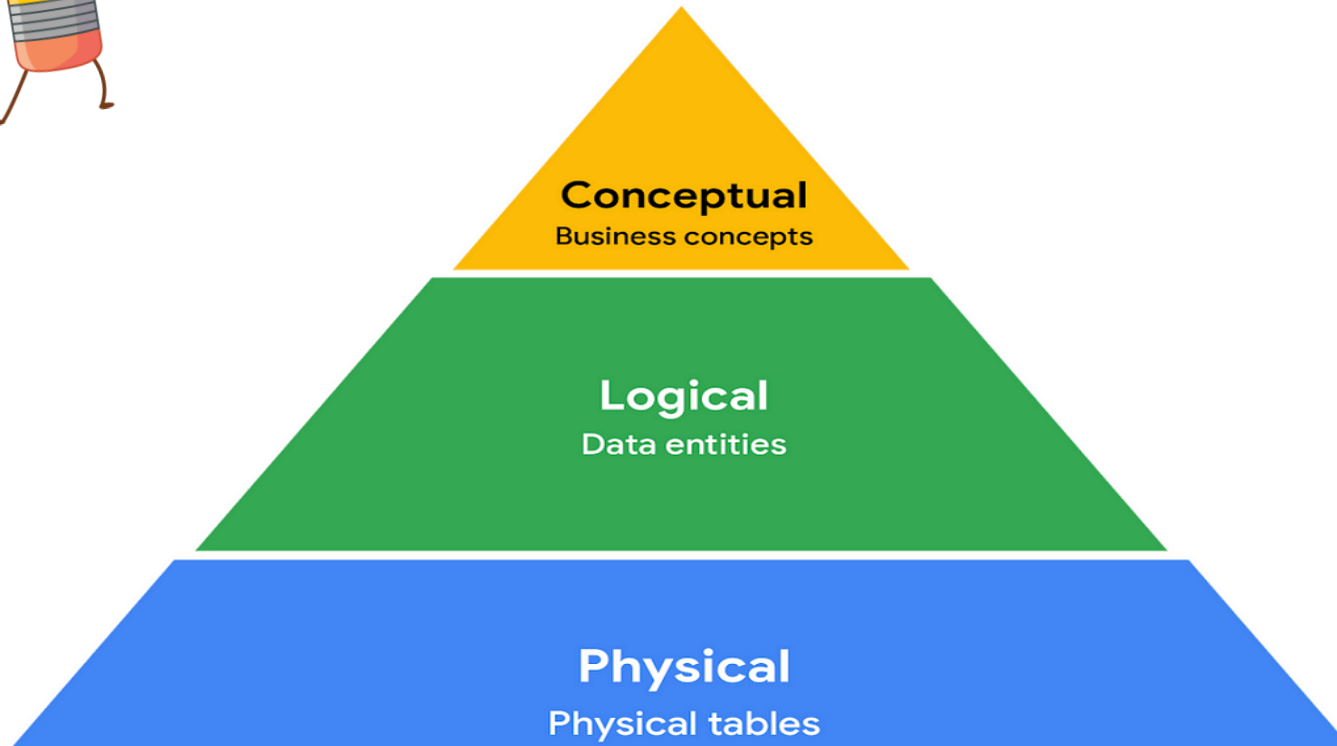 Conceptual
Business concepts
Logical
Data entities
Physical
Physical tables